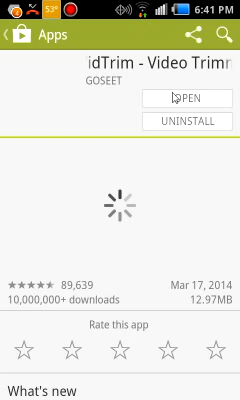 53°
6:41 PM
Apps
idTrim - Video Trimm
GOSEET
OPEN
UNINSTALL
89,639
Mar 17, 2014
10,000,000+ downloads
12.97MB
Rate this app
What's new